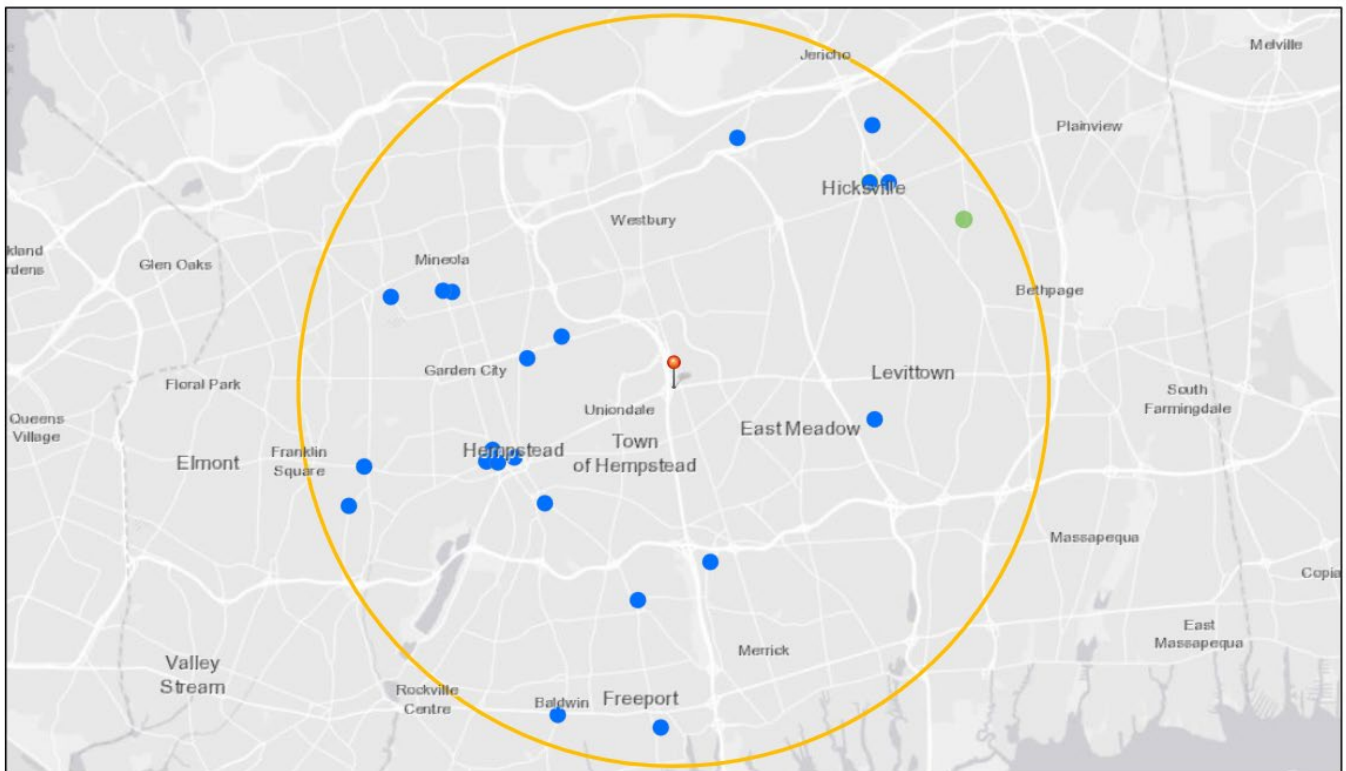 Jericho
Melville
Plainview
Hicksville
Westbury
kland
rdens
Glen Oaks
Mineola
Bethpage
Garden City
Levittown
Floral Park
South
Farmingdale
Uniondale
Queens
Village
East Meadow
Town
of Hempstead
Hempstead
Franklin
Square
Elmont
Massapequa
Copia
East
Massapequa
Merrick
Valley
Stream
Rockville
Centre
Baldwin
Freeport